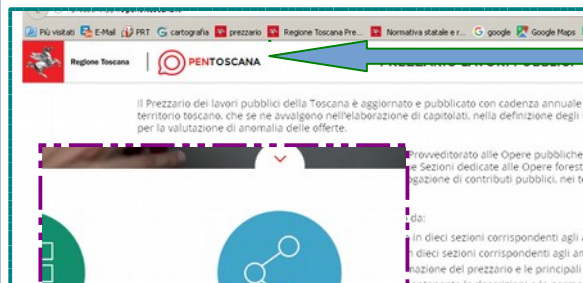 Più visitati E-Mail PRT cartografia prezzario Regione Toscana Pre... Normativa statale e r... google Google Maps
Regione Toscana PENTOSCANA
Il Prezzario dei lavori pubblici della Toscana è aggiornato e pubblicato con cadenza annuale
territorio toscano, che se ne avvalgono nell'elaborazione di capitolati, nella definizione degli
per la valutazione di anomalia delle offerte.
Provveditorato alle Opere pubbliche
e Sezioni dedicate alle Opere forest
ogazione di contributi pubblici, nei t
da:
in dieci sezioni corrispondenti agli
dieci sezioni corrispondenti agli a
mazione del prezzario e le principali